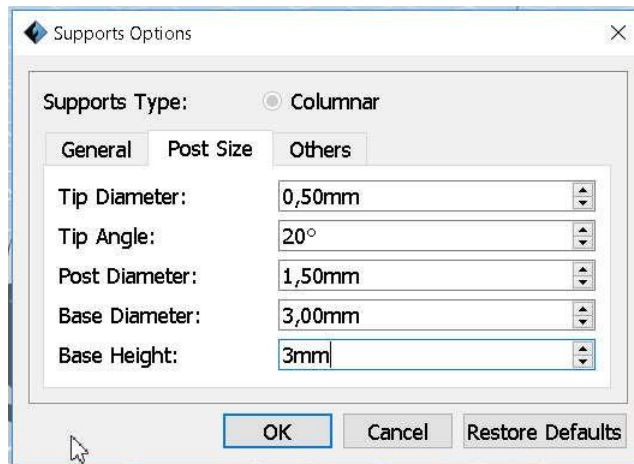 Supports Options
Supports Type: Columnar
General Post Size Others
Tip Diameter: 0,50mm
Tip Angle: 20°
Post Diameter: 1,50mm
Base Diameter: 3,00mm
Base Height: 3mm
OK Cancel Restore Defaults